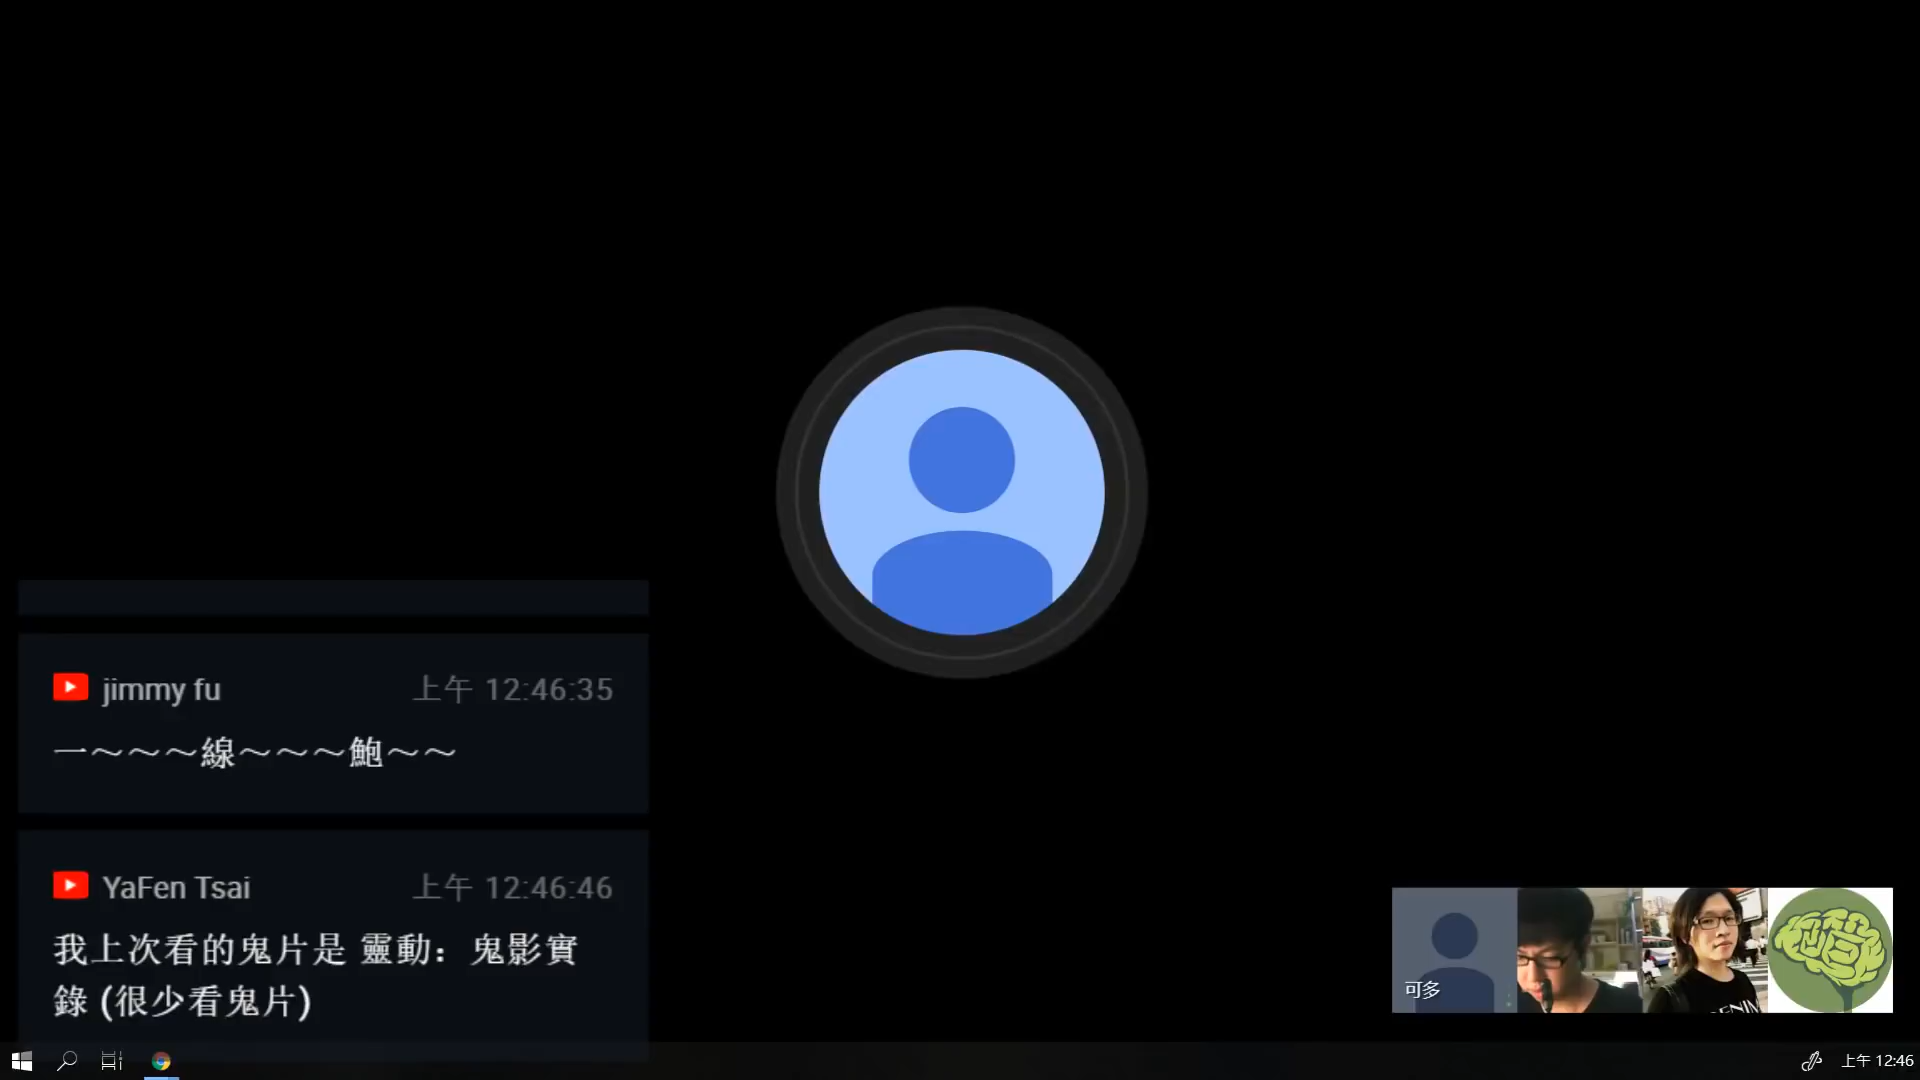 jimmy fu
上午 12:46:35
一～～～線～～～鮑～～
YaFen Tsai
上午 12:46:46
我上次看的鬼片是 靈動：鬼影實
錄 (很少看鬼片)
可多
上午 12:46